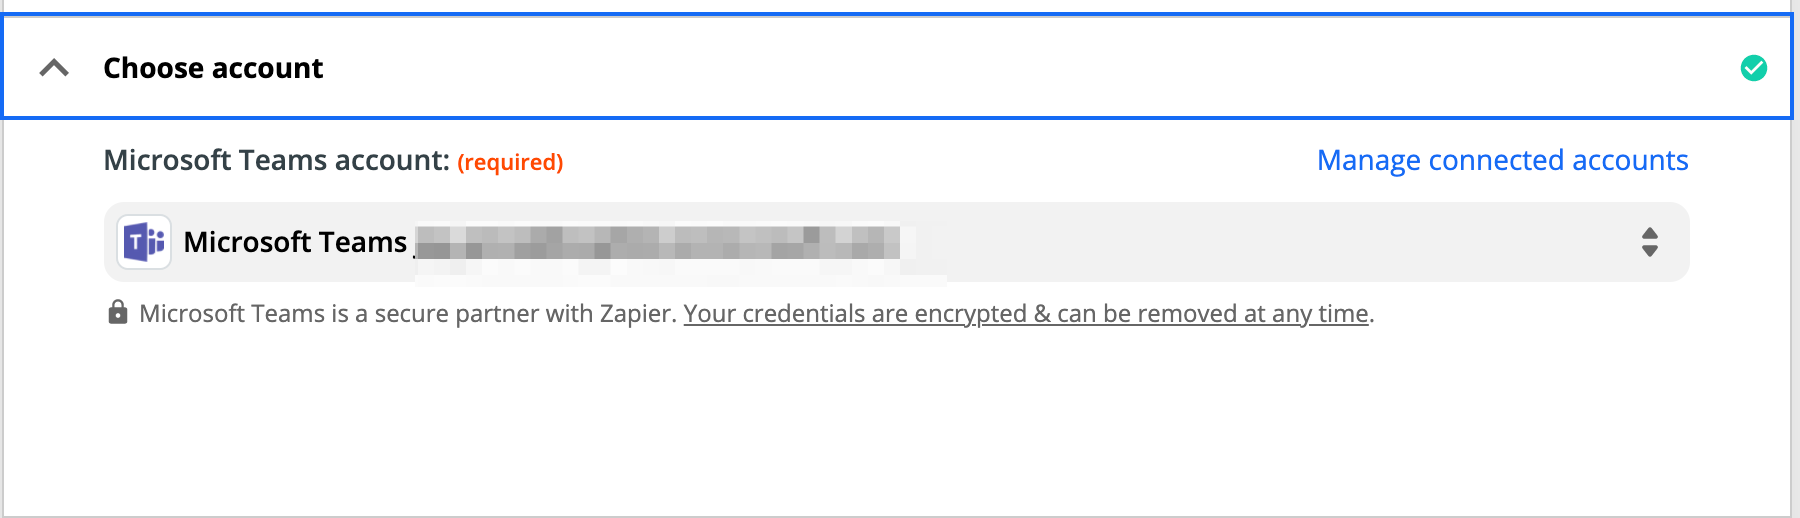 Choose account
Microsoft Teams account: (required)
Manage connected accounts
Microsoft Teams
Microsoft Teams is a secure partner with Zapier. Your credentials are encrypted & can be removed at any time.